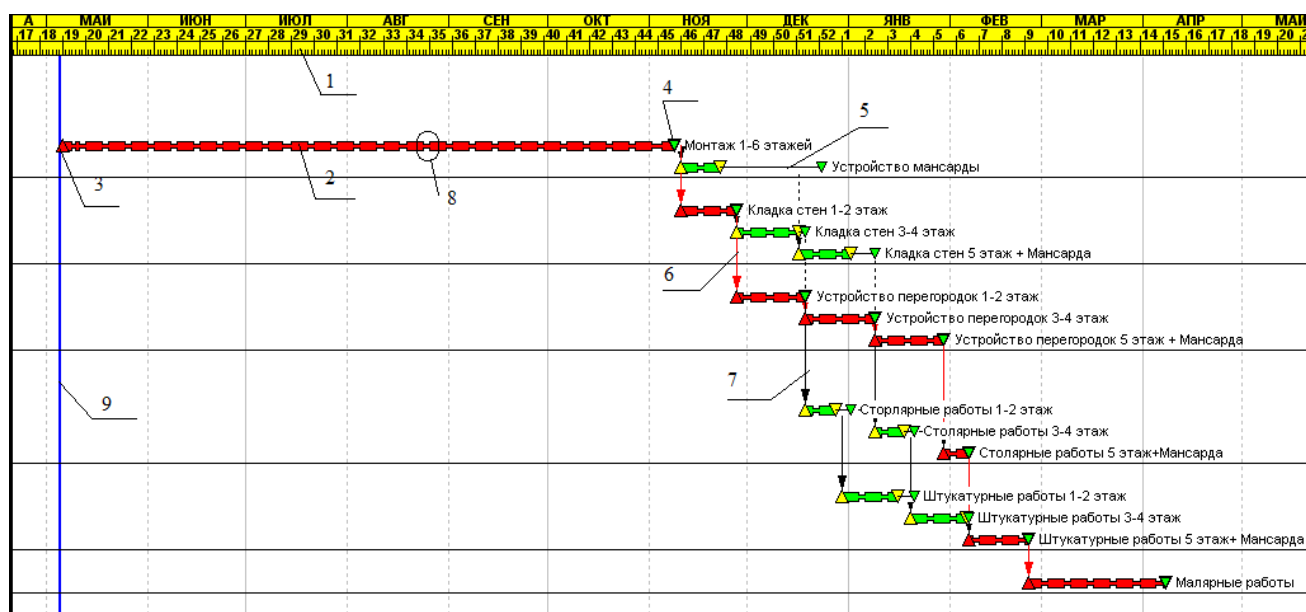 А МАЙ ИЮН ИЮЛ АВГ СЕН ОКТ НОЯ ДЕК ЯНВ ФЕВ МАР АПР МАИ
17 18 19 20 21 22 23 24 25 26 27 28 29 30 31 32 33 34 35 36 37 38 39 40 41 42 43 44 45 46 47 48 49 50 51 52 1 2 3 4 5 6 7 8 9 10 11 12 13 14 15 16 17 18 19 20
1
4
5
Монтаж 1-6 этажей
Устройство мансарды
3
2
8
Кладка стен 1-2 этаж
Кладка стен 3-4 этаж
Кладка стен 5 этаж + Мансарда
6
Устройство перегородок 1-2 этаж
Устройство перегородок 3-4 этаж
Устройство перегородок 5 этаж + Мансарда
7
9
Сторлярные работы 1-2 этаж
Столярные работы 3-4 этаж
Столярные работы 5 этаж+Мансарда
Штукатурные работы 1-2 этаж
Штукатурные работы 3-4 этаж
Штукатурные работы 5 этаж+ Мансарда
Малярные работы